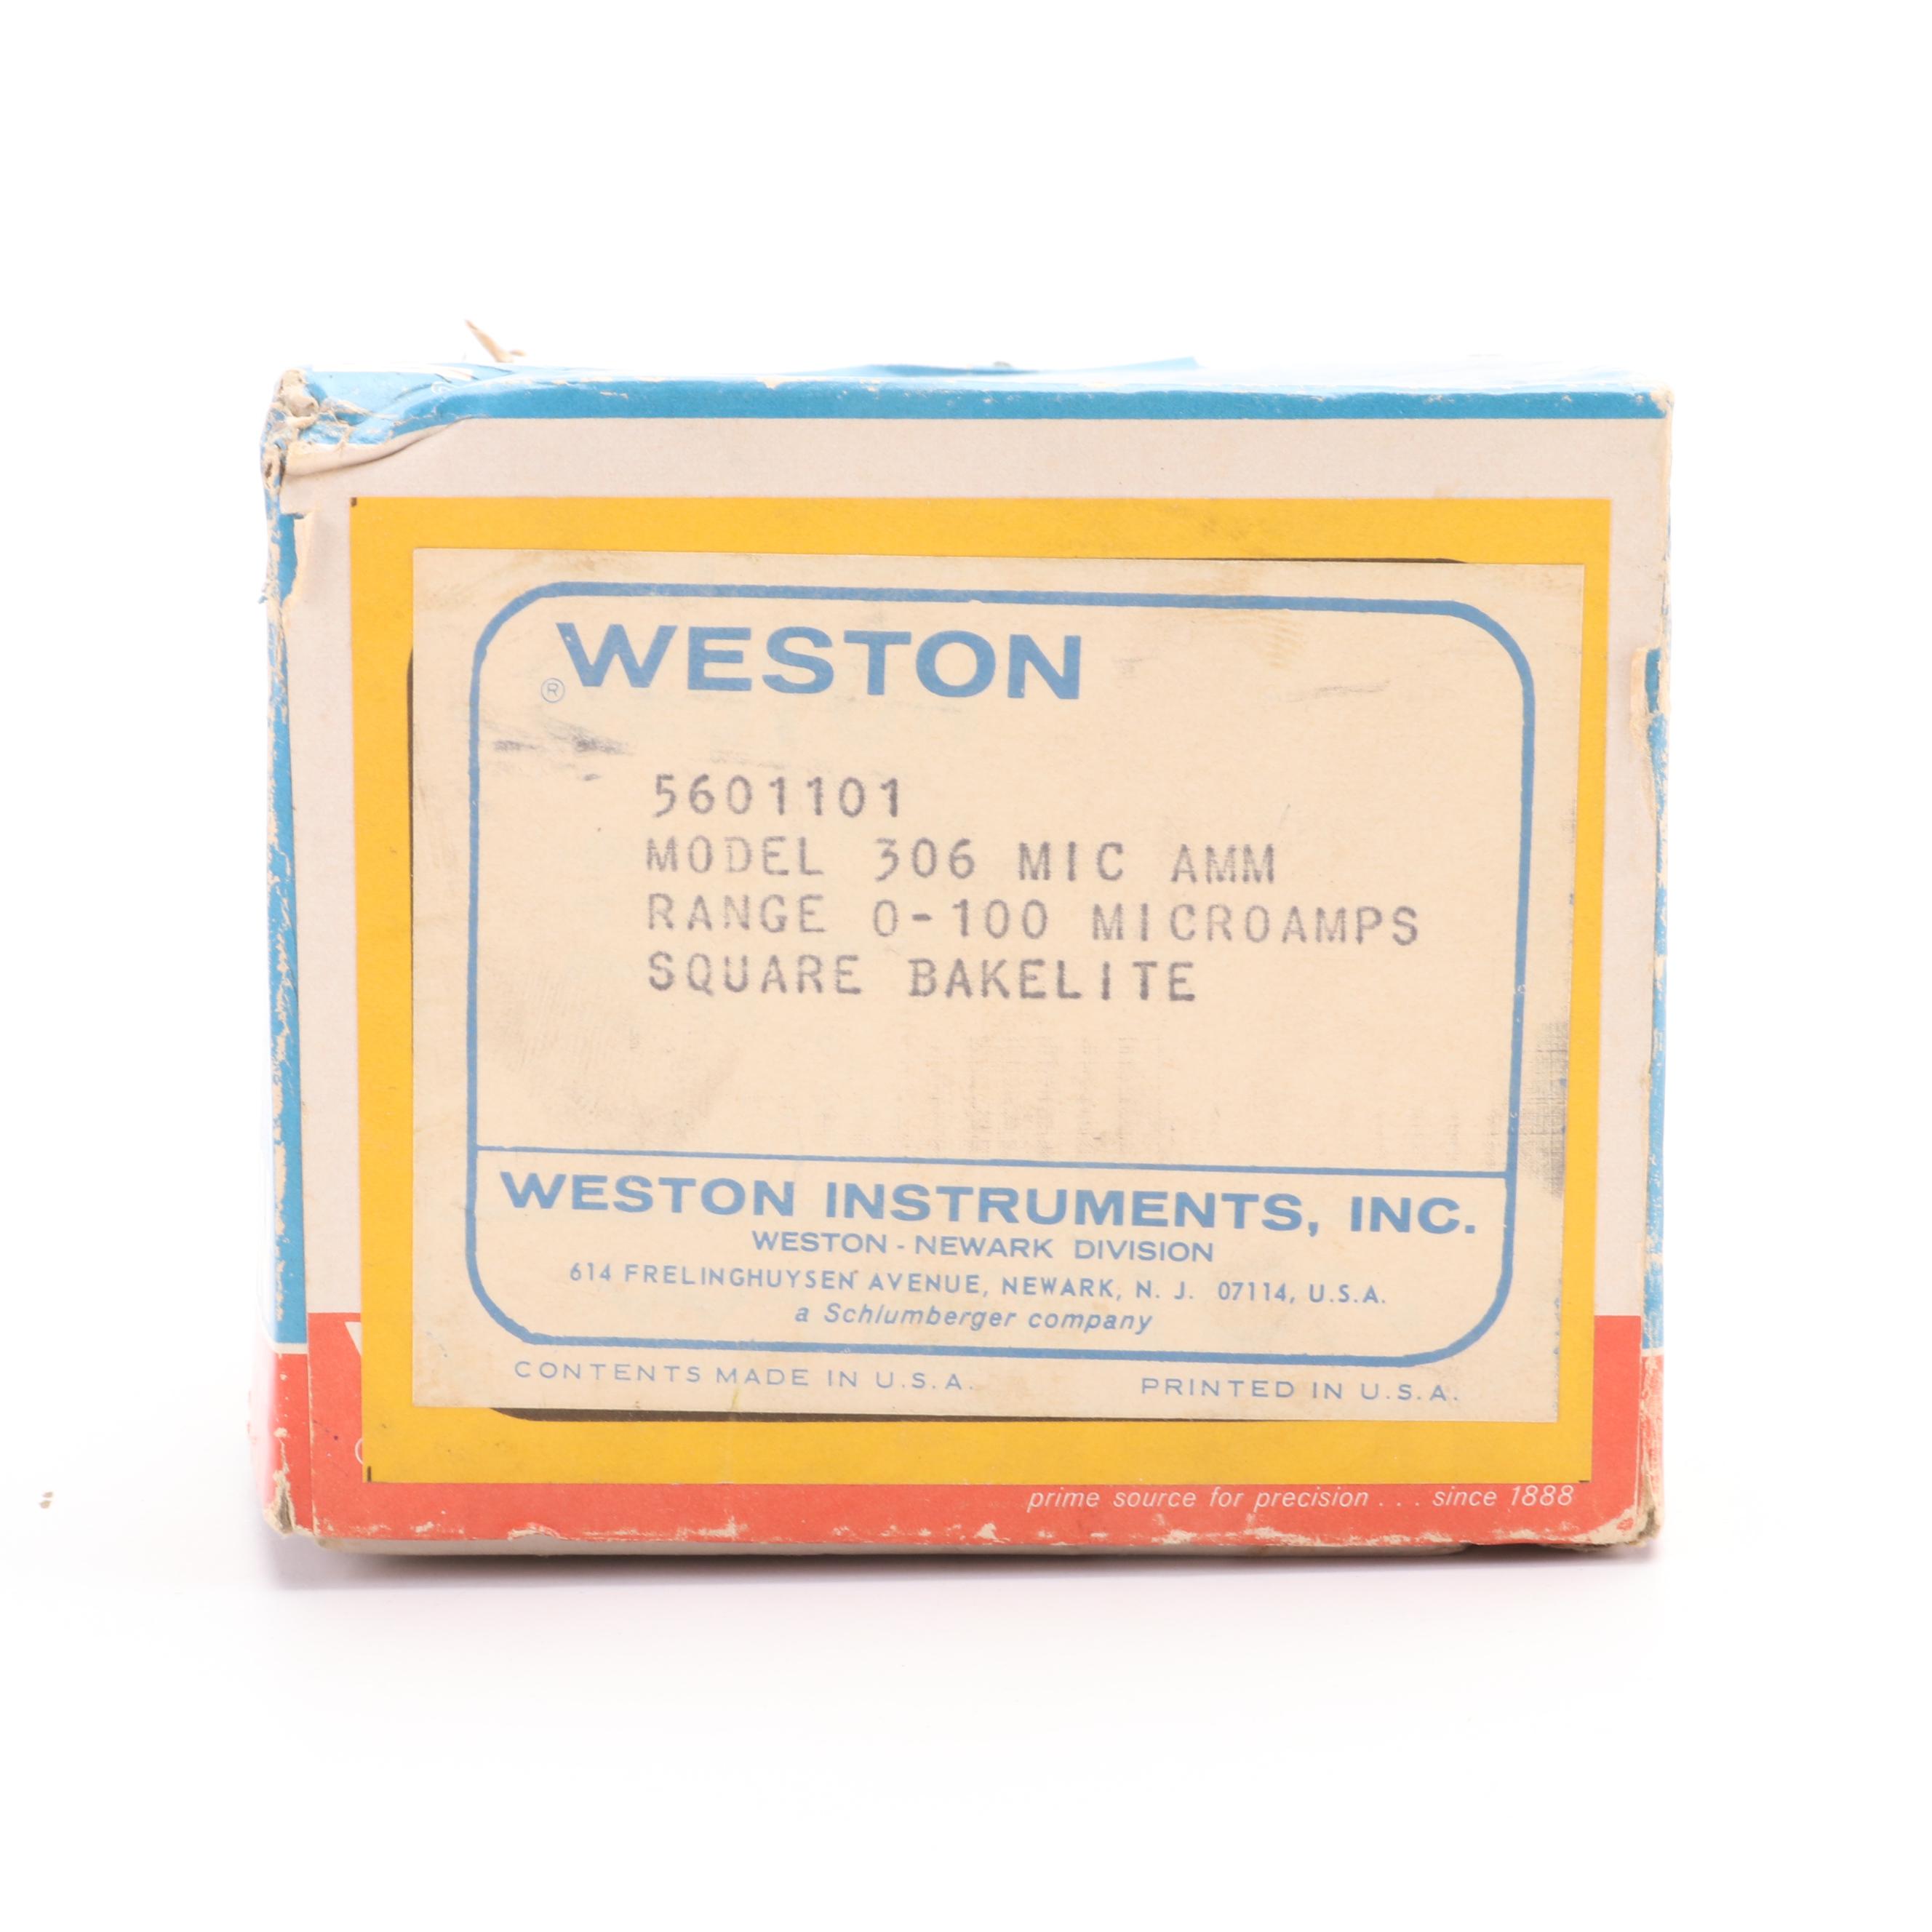 WESTON
®
5601101
MODEL 306 MIC AMM
RANGE 0-100 MICROAMPS
SQUARE BAKELITE
WESTON INSTRUMENTS, INC.
WESTON - NEWARK DIVISION
614 FRELINGHUYSEN AVENUE, NEWARK, N. J. 07114, U.S.A.
a Schlumberger company
CONTENTS MADE IN U.S.A.
PRINTED IN U.S.A.
prime source for precision . . . since 1888